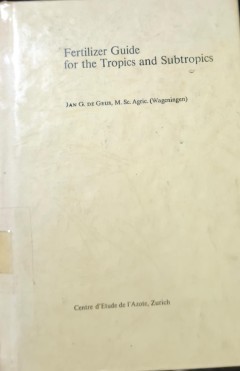 Fertilizer Guide
for the Tropics and Subtropics
JAN G. DE GEUS, M. Sc. Agric. (Wageningen)
Centre d'Etude de l'Azote, Zurich